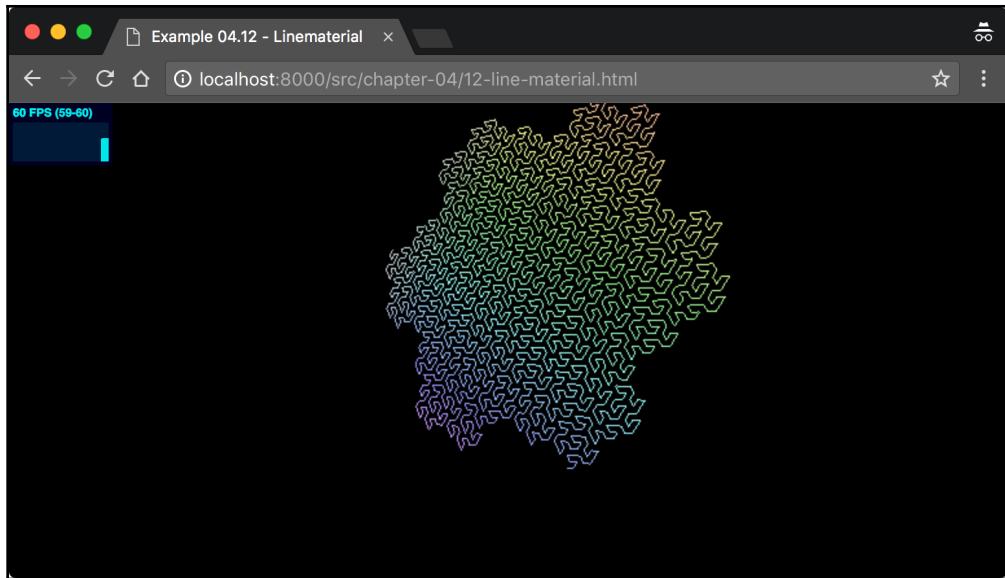 Example 04.12 - Linematerial
localhost:8000/src/chapter-04/12-line-material.html
60 FPS (59-60)